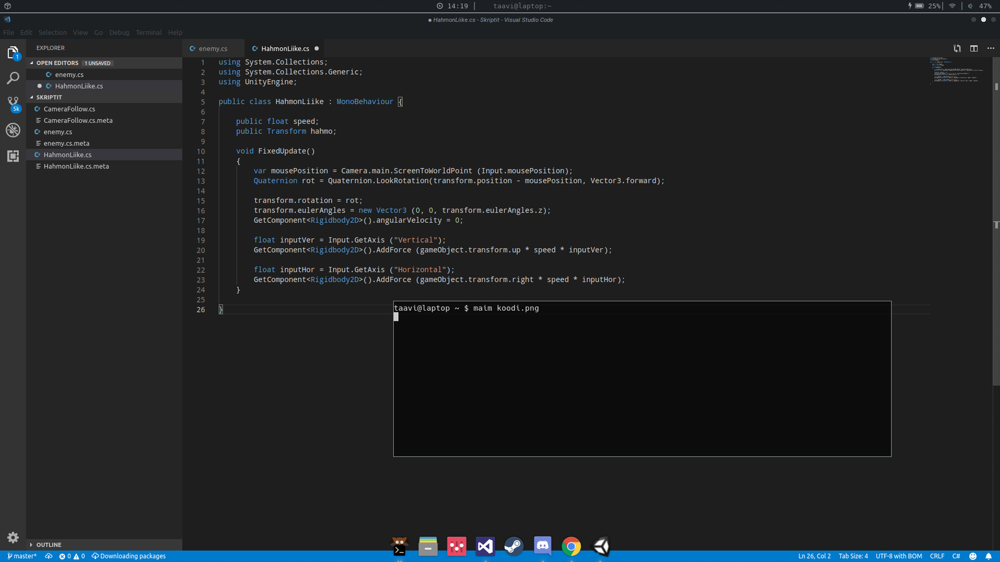 14:19 | taavi@laptop:~ 25% | 47%
● HahmonLiike.cs - Skriptit - Visual Studio Code
File Edit Selection View Go Debug Terminal Help
EXPLORER
OPEN EDITORS 1 UNSAVED
enemy.cs
HahmonLiike.cs
SKRIPTIT
CameraFollow.cs
CameraFollow.cs.meta
enemy.cs
enemy.cs.meta
HahmonLiike.cs
HahmonLiike.cs.meta
OUTLINE
1
5k
enemy.cs HahmonLiike.cs
1 using System.Collections;
2 using System.Collections.Generic;
3 using UnityEngine;
4
5 public class HahmonLiike : MonoBehaviour {
6
7 public float speed;
8 public Transform hahmo;
9
10 void FixedUpdate()
11 {
12 var mousePosition = Camera.main.ScreenToWorldPoint (Input.mousePosition);
13 Quaternion rot = Quaternion.LookRotation(transform.position - mousePosition, Vector3.forward);
14
15 transform.rotation = rot;
16 transform.eulerAngles = new Vector3 (0, 0, transform.eulerAngles.z);
17 GetComponent<Rigidbody2D>().angularVelocity = 0;
18
19 float inputVer = Input.GetAxis ("Vertical");
20 GetComponent<Rigidbody2D>().AddForce (gameObject.transform.up * speed * inputVer);
21
22 float inputHor = Input.GetAxis ("Horizontal");
23 GetComponent<Rigidbody2D>().AddForce (gameObject.transform.right * speed * inputHor);
24 }
25
26 }
taavi@laptop ~ $ maim koodi.png
master* 0 0 Downloading packages Ln 26, Col 2 Tab Size: 4 UTF-8 with BOM CRLF C#